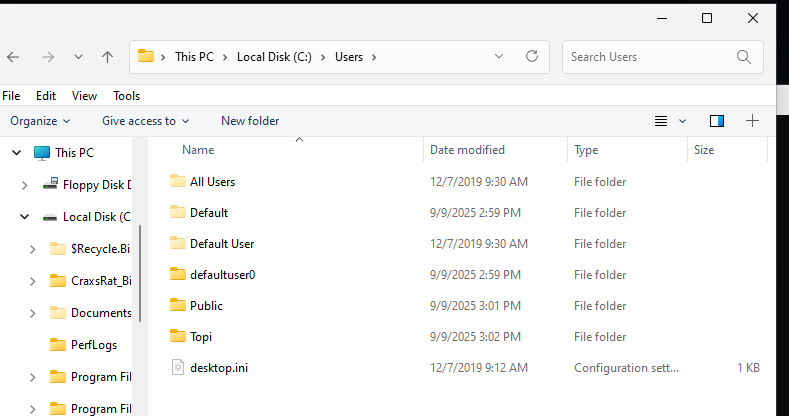 This PC Local Disk (C:) Users Search Users
File Edit View Tools
Organize Give access to New folder
Name Date modified Type Size
This PC
Floppy Disk D
Local Disk (C
$Recycle.Bi
CraxsRat_Bi
Documents
PerfLogs
Program Fil
Program Fil
All Users 12/7/2019 9:30 AM File folder
Default 9/9/2025 2:59 PM File folder
Default User 12/7/2019 9:30 AM File folder
defaultuser0 9/9/2025 2:59 PM File folder
Public 9/9/2025 3:01 PM File folder
Topi 9/9/2025 3:02 PM File folder
desktop.ini 12/7/2019 9:12 AM Configuration sett... 1 KB